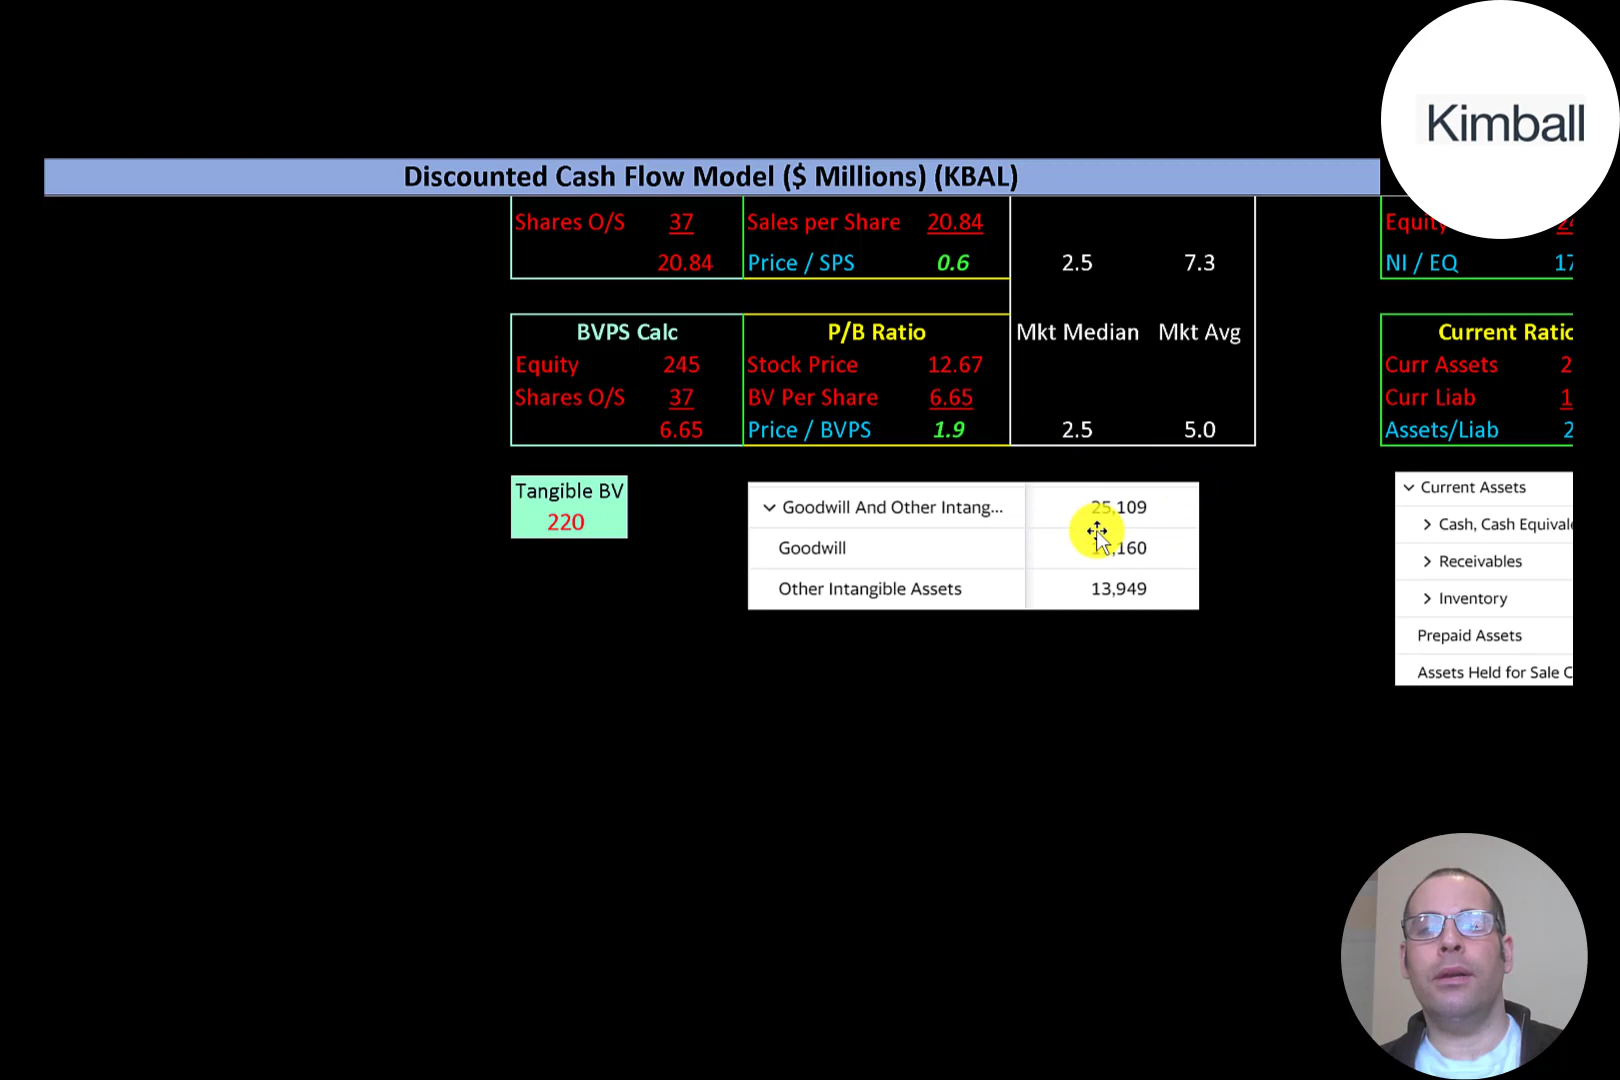 Kimball
Discounted Cash Flow Model ($ Millions) (KBAL)
Shares O/S 37 Sales per Share 20.84
20.84 Price / SPS 0.6 2.5 7.3 NI / EQ
BVPS Calc P/B Ratio Mkt Median Mkt Avg
Equity 245 Stock Price 12.67 Curr Assets
Shares O/S 37 BV Per Share 6.65 Curr Liab
6.65 Price / BVPS 1.9 2.5 5.0 Assets/Liab
Tangible BV
220
Goodwill And Other Intang... 25,109
Goodwill
Other Intangible Assets 13,949
Current Assets
Cash, Cash
Receivables
Inventory
Prepaid Assets
Assets Held for Sale